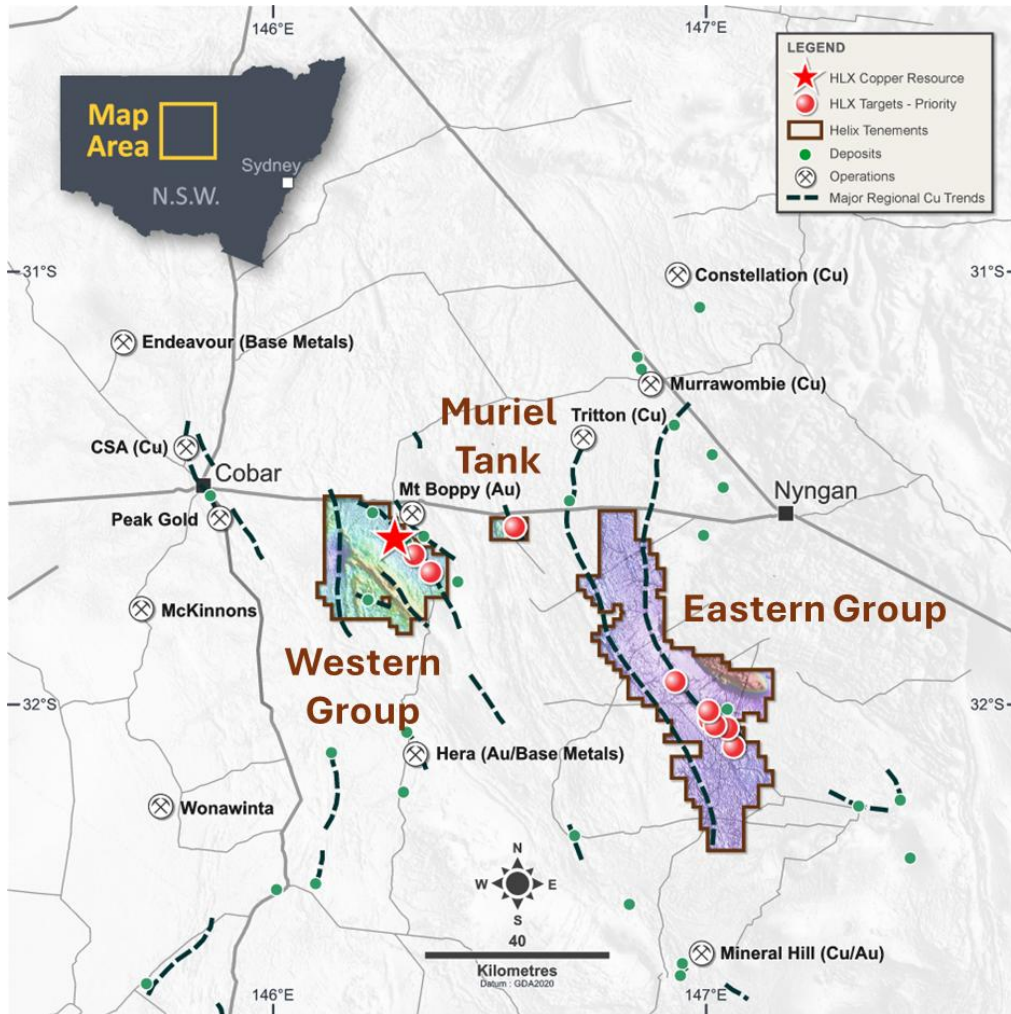 146°E
147°E
LEGEND
HLX Copper Resource
HLX Targets - Priority
Helix Tenements
Deposits
Operations
Major Regional Cu Trends
Map
Area
Sydney
N.S.W.
31°S
31°S
Constellation (Cu)
Endeavour (Base Metals)
Murrawombie (Cu)
Muriel
Tank
Tritton (Cu)
CSA (Cu)
Cobar
Mt Boppy (Au)
Nyngan
Peak Gold
McKinnons
Eastern Group
Western
Group
32°S
32°S
Hera (Au/Base Metals)
Wonawinta
N
W
E
S
40
Kilometres
Datum : GDA2020
Mineral Hill (Cu/Au)
146°E
147°E